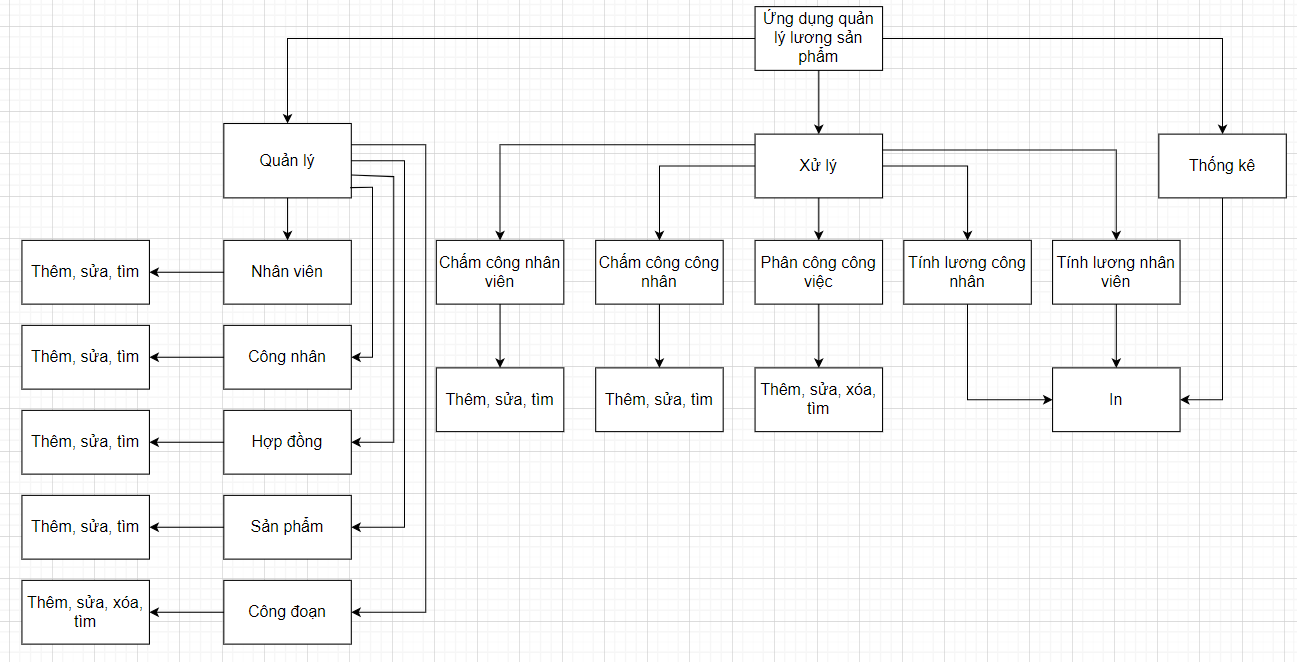 Ứng dụng quản
lý lương sản
phẩm
Quản lý
Xử lý
Thống kê
Thêm, sửa, tìm
Nhân viên
Chấm công nhân
viên
Chấm công công
nhân
Phân công công
việc
Tính lương công
nhân
Tính lương nhân
viên
Thêm, sửa, tìm
Công nhân
Thêm, sửa, tìm
Thêm, sửa, tìm
Thêm, sửa, xóa,
tìm
In
Thêm, sửa, tìm
Hợp đồng
Thêm, sửa, tìm
Sản phẩm
Thêm, sửa, xóa,
tìm
Công đoạn